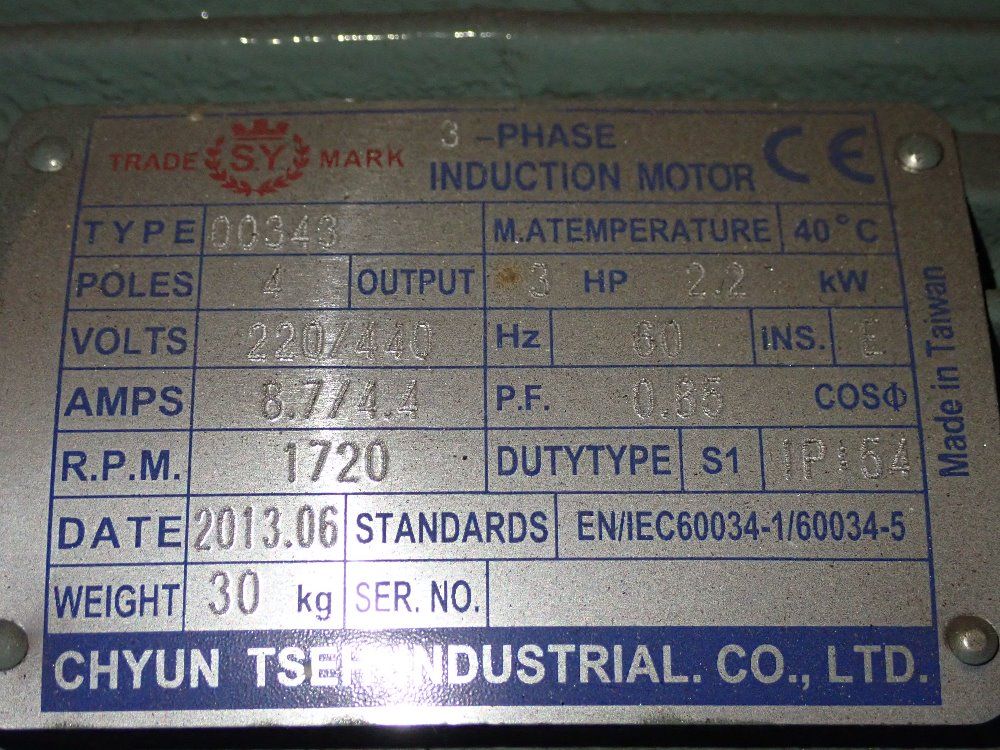 TRADE S.Y. MARK 3 -PHASE INDUCTION MOTOR CE
TYPE 00343 M.ATEMPERATURE 40°C
POLES 4 OUTPUT 3 HP 2.2 kW
VOLTS 220/440 Hz 60 INS. E
AMPS 8.7/4.4 P.F. 0.85 COSΦ
R.P.M. 1720 DUTYTYPE S1 IP:54
DATE 2013.06 STANDARDS EN/IEC60034-1/60034-5
WEIGHT 30 kg SER. NO.
CHYUN INDUSTRIAL. CO., LTD.
Made in Taiwan